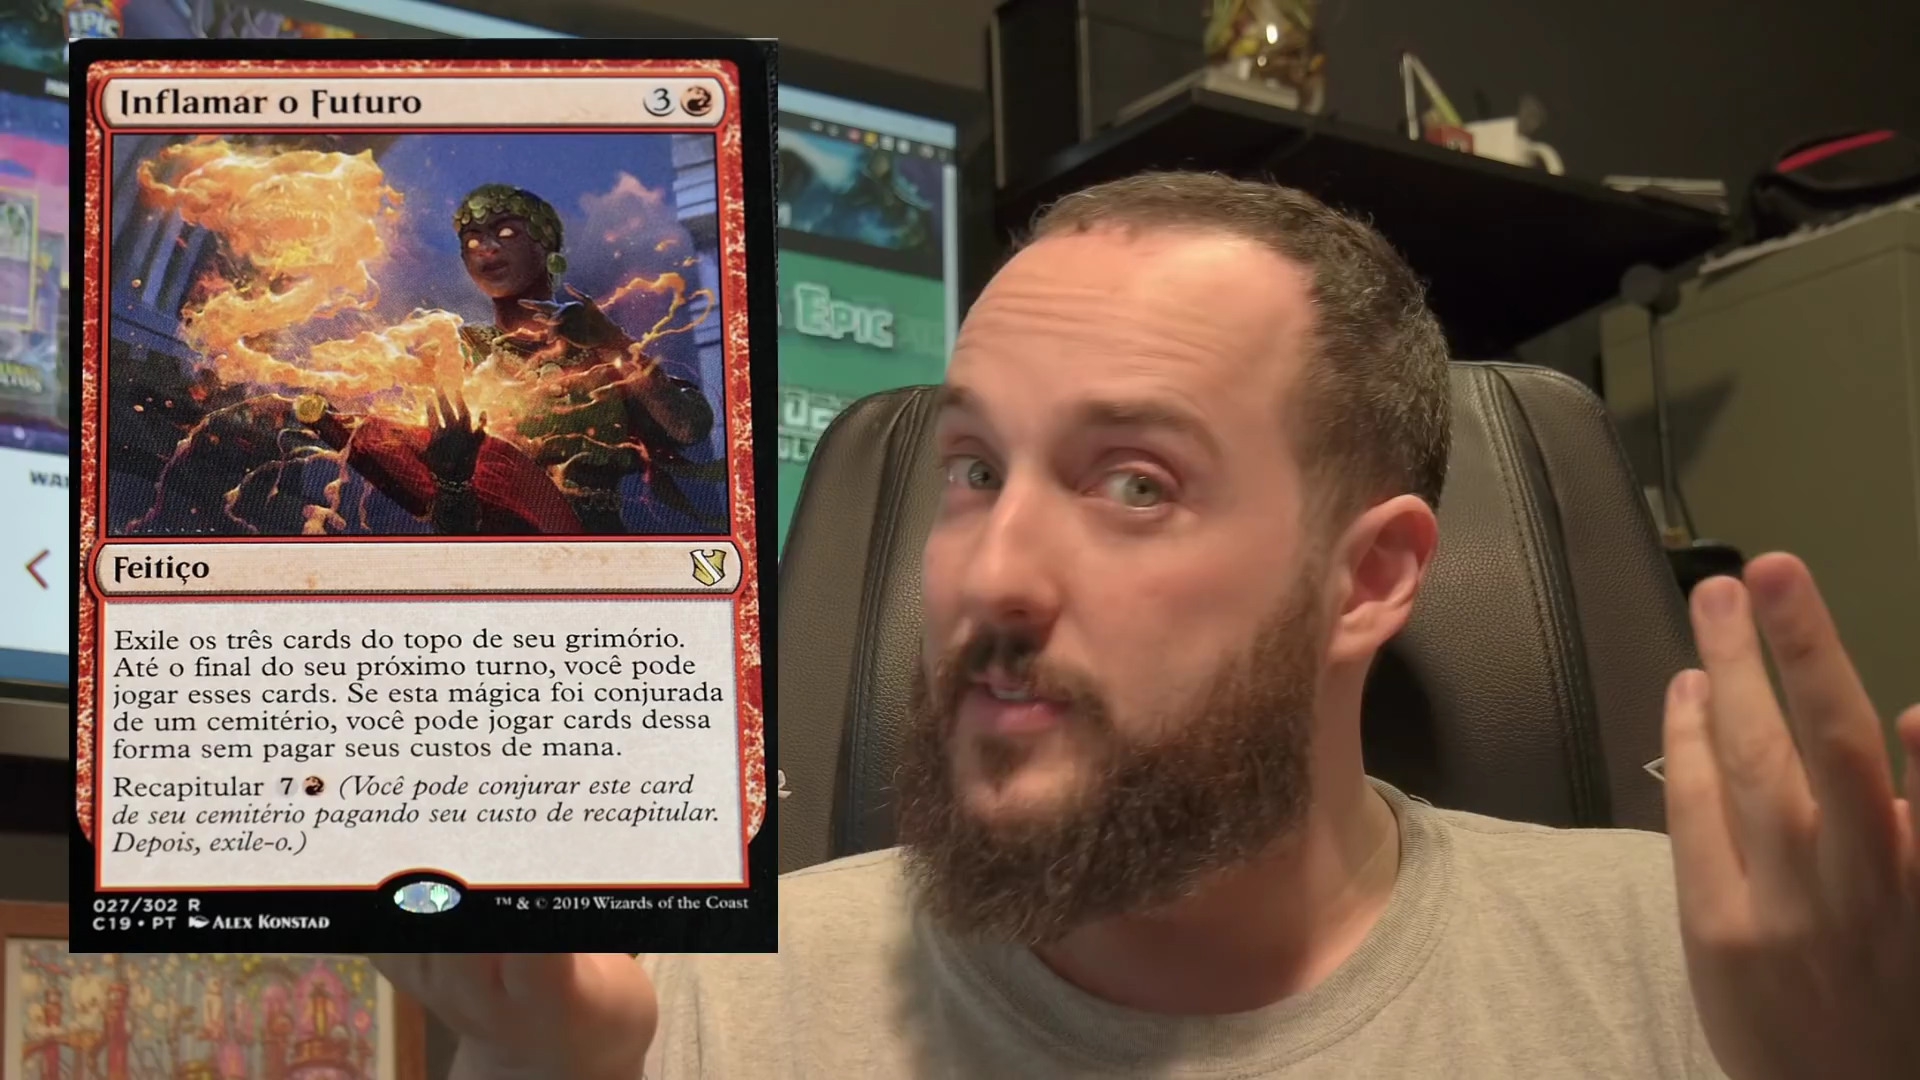 EPIC
Inflamar o Futuro 3
EPIC
Feitiço
Exile os três cards do topo de seu grimório.
Até o final do seu próximo turno, você pode
jogar esses cards. Se esta mágica foi conjurada
de um cemitério, você pode jogar cards dessa
forma sem pagar seus custos de mana.
Recapitular 7 (Você pode conjurar este card
de seu cemitério pagando seu custo de recapitular.
Depois, exile-o.)
027/302 R
C19 • PT ALEX KONSTAD
™ & © 2019 Wizards of the Coast